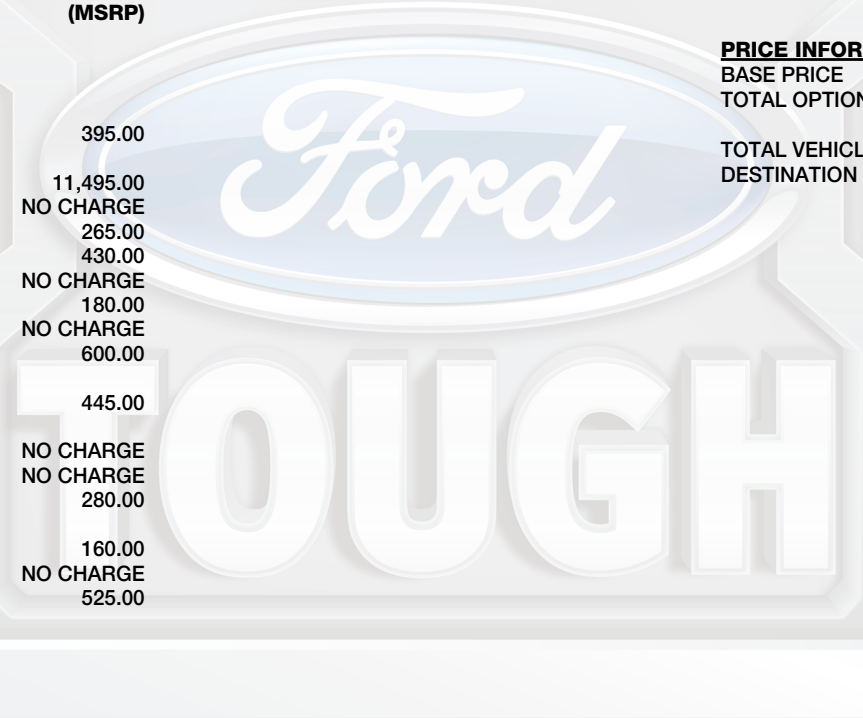 (MSRP)
395.00
11,495.00
NO CHARGE
265.00
430.00
NO CHARGE
180.00
NO CHARGE
600.00
445.00
NO CHARGE
NO CHARGE
280.00
160.00
NO CHARGE
525.00
PRICE INFOR
BASE PRICE
TOTAL OPTION
TOTAL VEHICL
DESTINATION
Ford
TOUGH